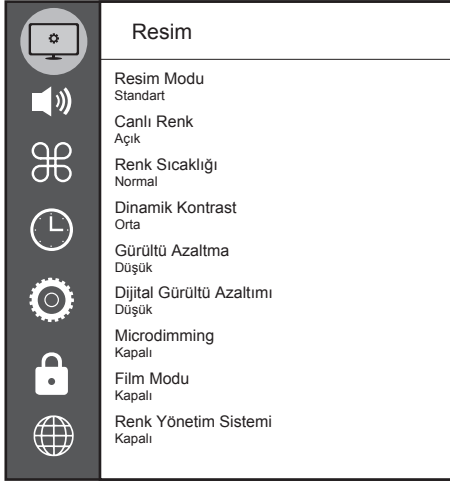 Resim
Resim Modu
Standart
Canlı Renk
Açık
Renk Sıcaklığı
Normal
Dinamik Kontrast
Orta
Gürültü Azaltma
Düşük
Dijital Gürültü Azaltımı
Düşük
Microdimming
Kapalı
Film Modu
Kapalı
Renk Yönetim Sistemi
Kapalı